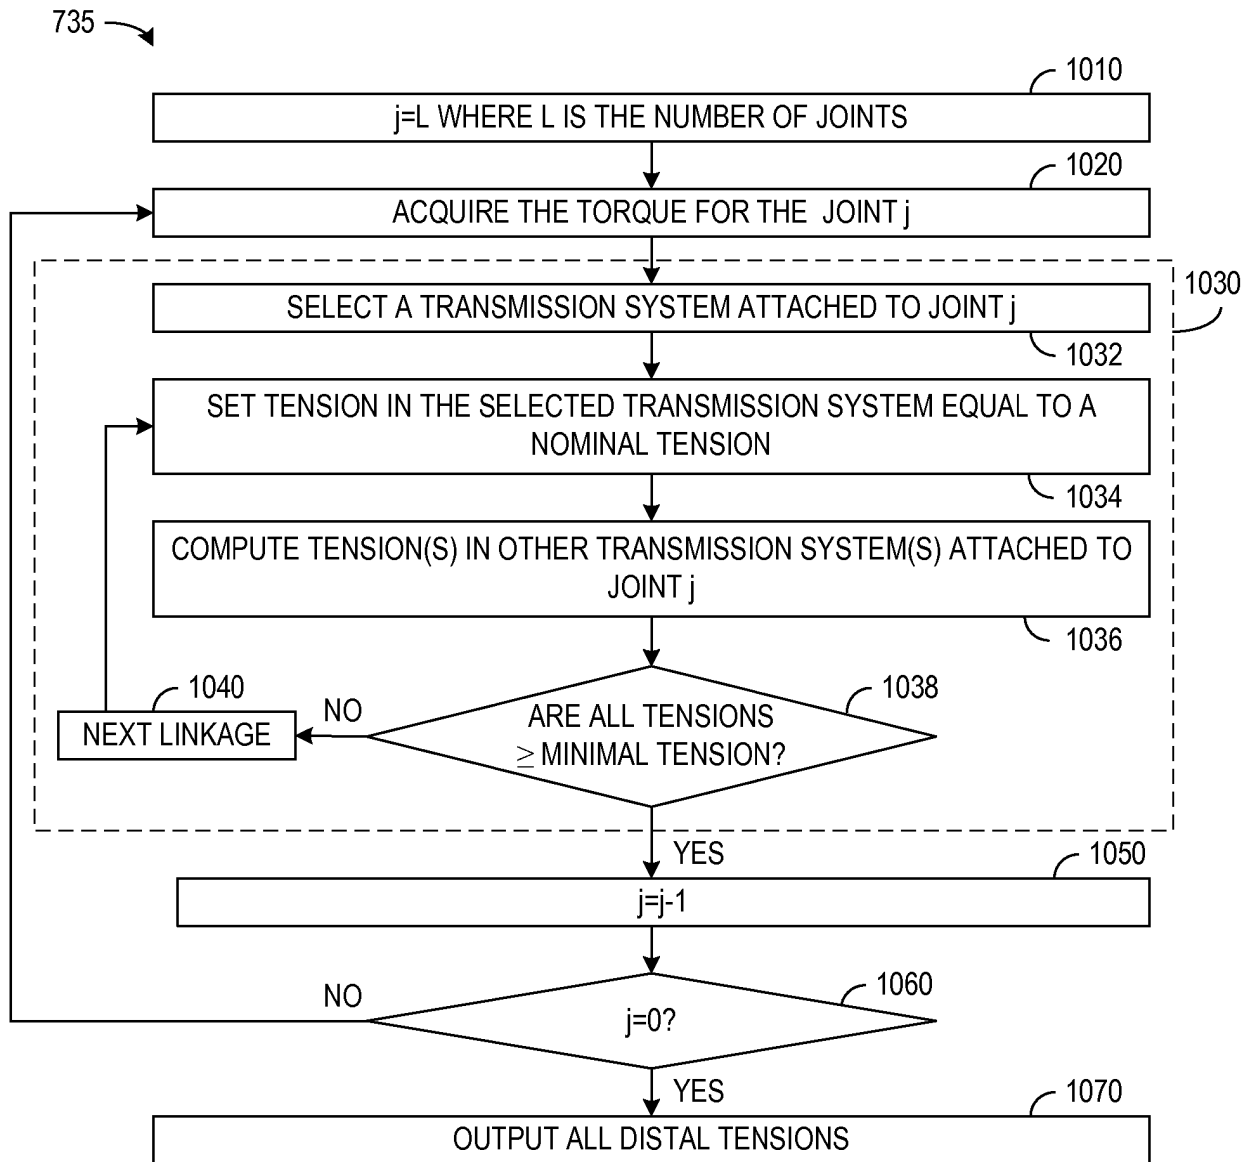 735
1010
j=L WHERE L IS THE NUMBER OF JOINTS
1020
ACQUIRE THE TORQUE FOR THE JOINT j
1030
SELECT A TRANSMISSION SYSTEM ATTACHED TO JOINT j
1032
SET TENSION IN THE SELECTED TRANSMISSION SYSTEM EQUAL TO A
NOMINAL TENSION
1034
COMPUTE TENSION(S) IN OTHER TRANSMISSION SYSTEM(S) ATTACHED TO
JOINT j
1036
1040
NEXT LINKAGE
NO
1038
ARE ALL TENSIONS
≥ MINIMAL TENSION?
YES
1050
j=j-1
1060
NO
j=0?
YES
1070
OUTPUT ALL DISTAL TENSIONS